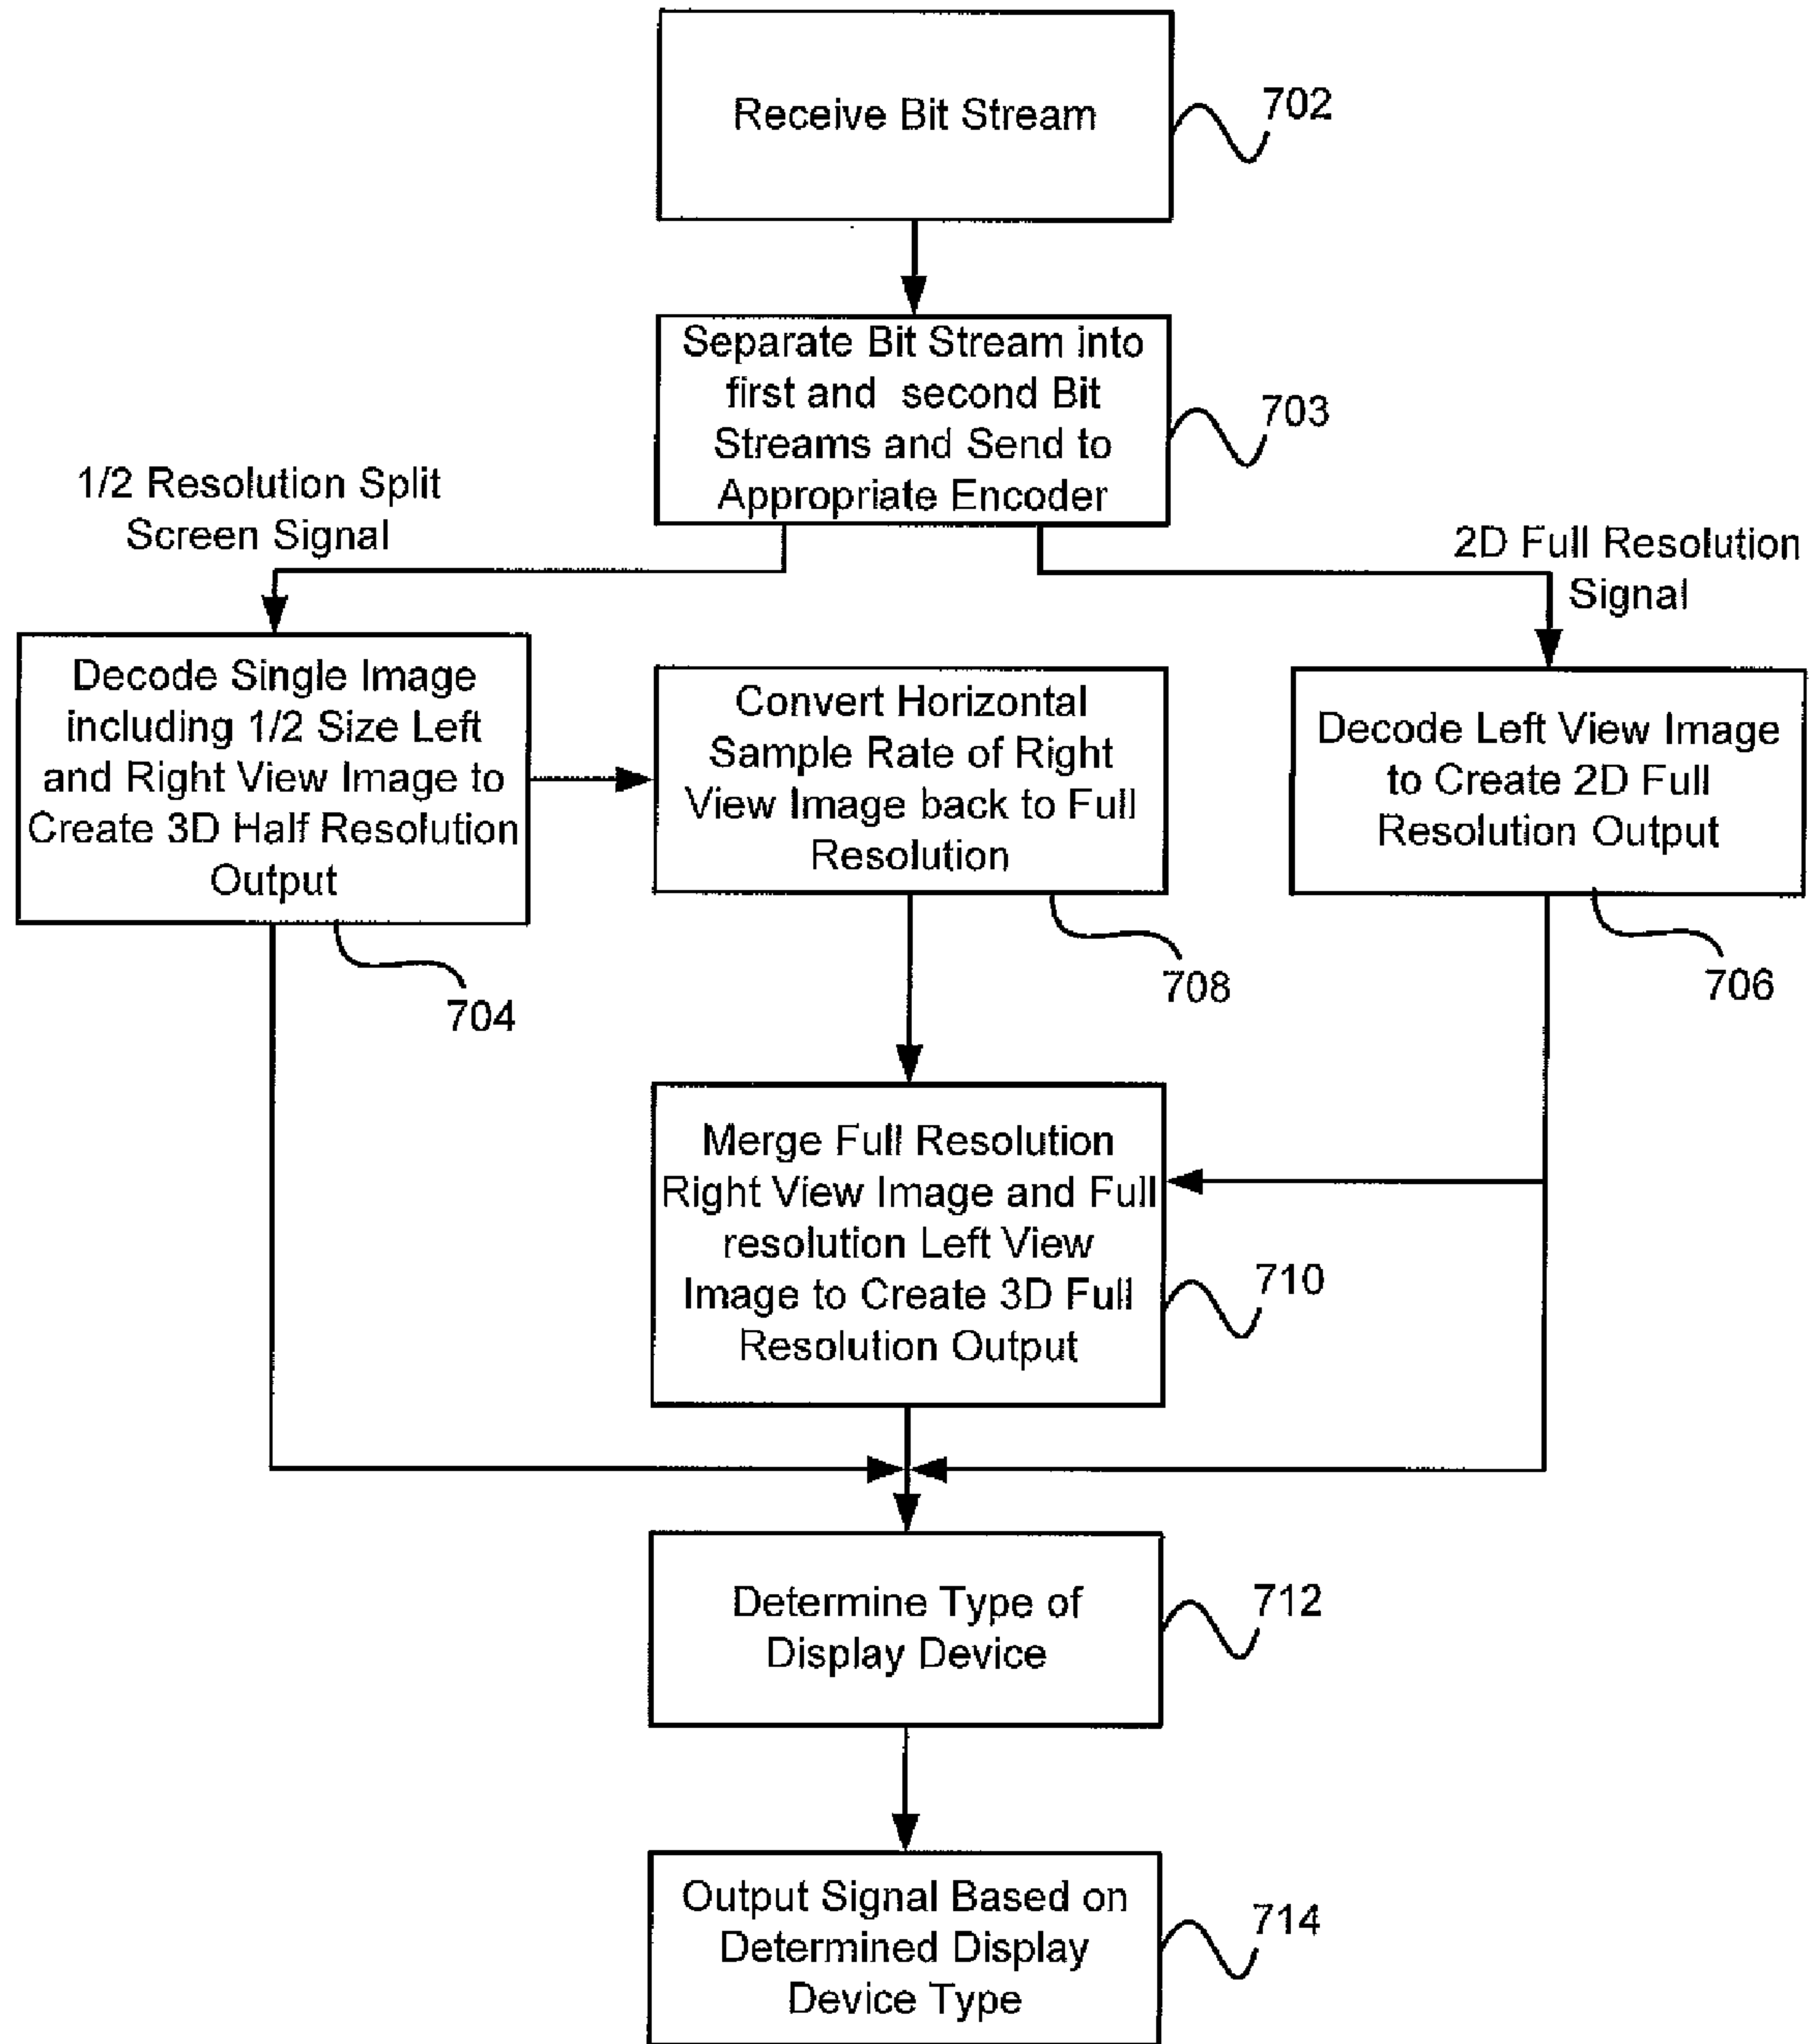 Receive Bit Stream
702
Separate Bit Stream into
first and second Bit
Streams and Send to
Appropriate Encoder
703
1/2 Resolution Split
Screen Signal
2D Full Resolution
Signal
Decode Single Image
including 1/2 Size Left
and Right View Image to
Create 3D Half Resolution
Output
704
Convert Horizontal
Sample Rate of Right
View Image back to Full
Resolution
708
Decode Left View Image
to Create 2D Full
Resolution Output
706
Merge Full Resolution
Right View Image and Full
resolution Left View
Image to Create 3D Full
Resolution Output
710
Determine Type of
Display Device
712
Output Signal Based on
Determined Display
Device Type
714